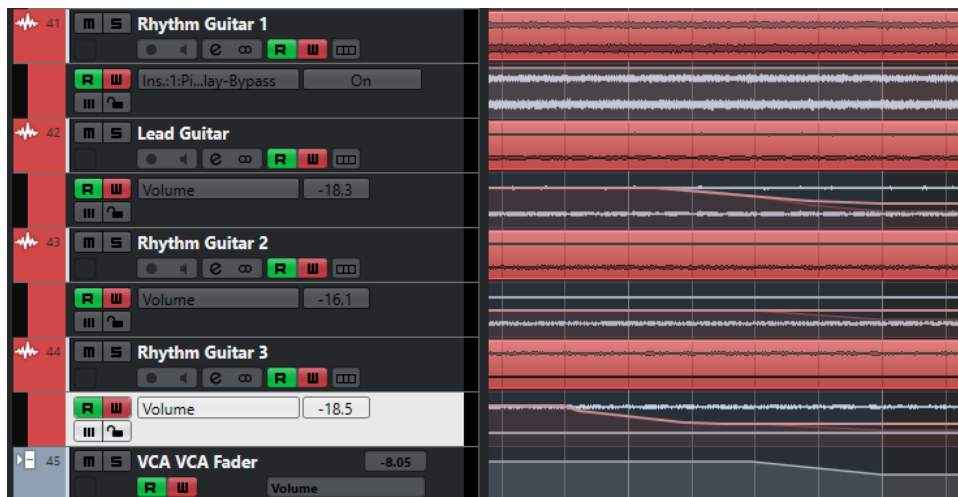 41 m S Rhythm Guitar 1
e R W
R W Ins.:1:Pi...lay-Bypass On
42 m S Lead Guitar
e R W
R W Volume -18.3
43 m S Rhythm Guitar 2
e R W
R W Volume -16.1
44 m S Rhythm Guitar 3
e R W
R W Volume -18.5
45 m S VCA VCA Fader -8.05
R W Volume